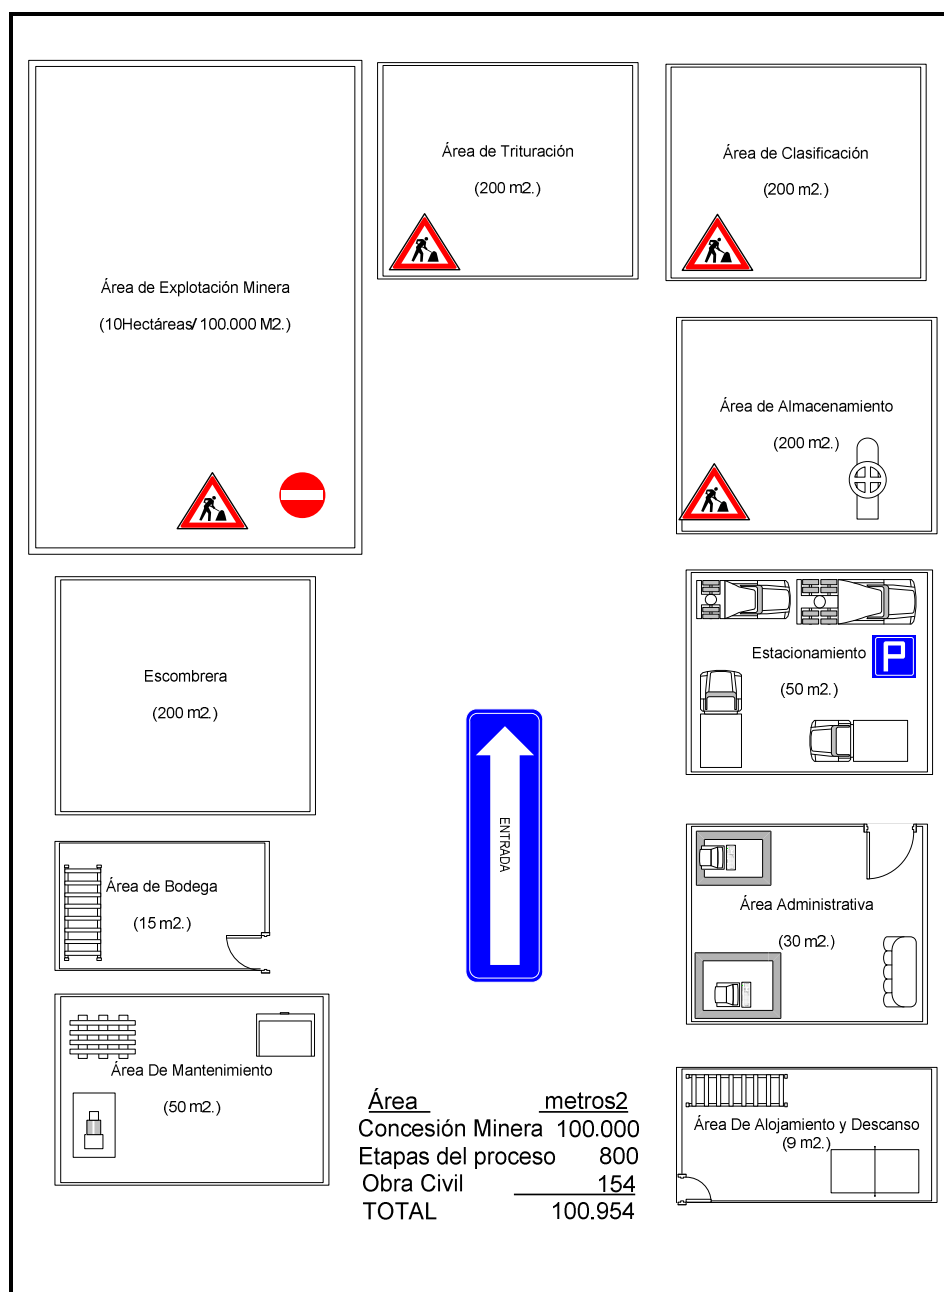 Área de Explotación Minera
(10Hectáreas/ 100.000 M2.)
Área de Trituración
(200 m2.)
Área de Clasificación
(200 m2.)
Área de Almacenamiento
(200 m2.)
Escombrera
(200 m2.)
Estacionamiento
P
(50 m2.)
ENTRADA
Área de Bodega
(15 m2.)
Área Administrativa
(30 m2.)
Área De Mantenimiento
(50 m2.)
Área De Alojamiento y Descanso
(9 m2.)
Área metros2
Concesión Minera 100.000
Etapas del proceso 800
Obra Civil 154
TOTAL 100.954